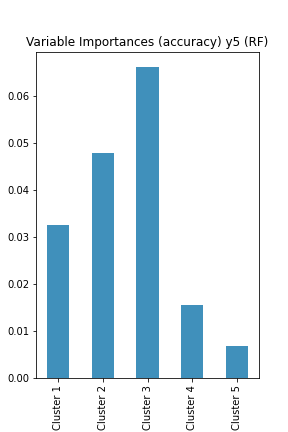 Variable Importances (accuracy) y5 (RF)
0.06
0.05
0.04
0.03
0.02
0.01
0.00
Cluster 1
Cluster 2
Cluster 3
Cluster 4
Cluster 5